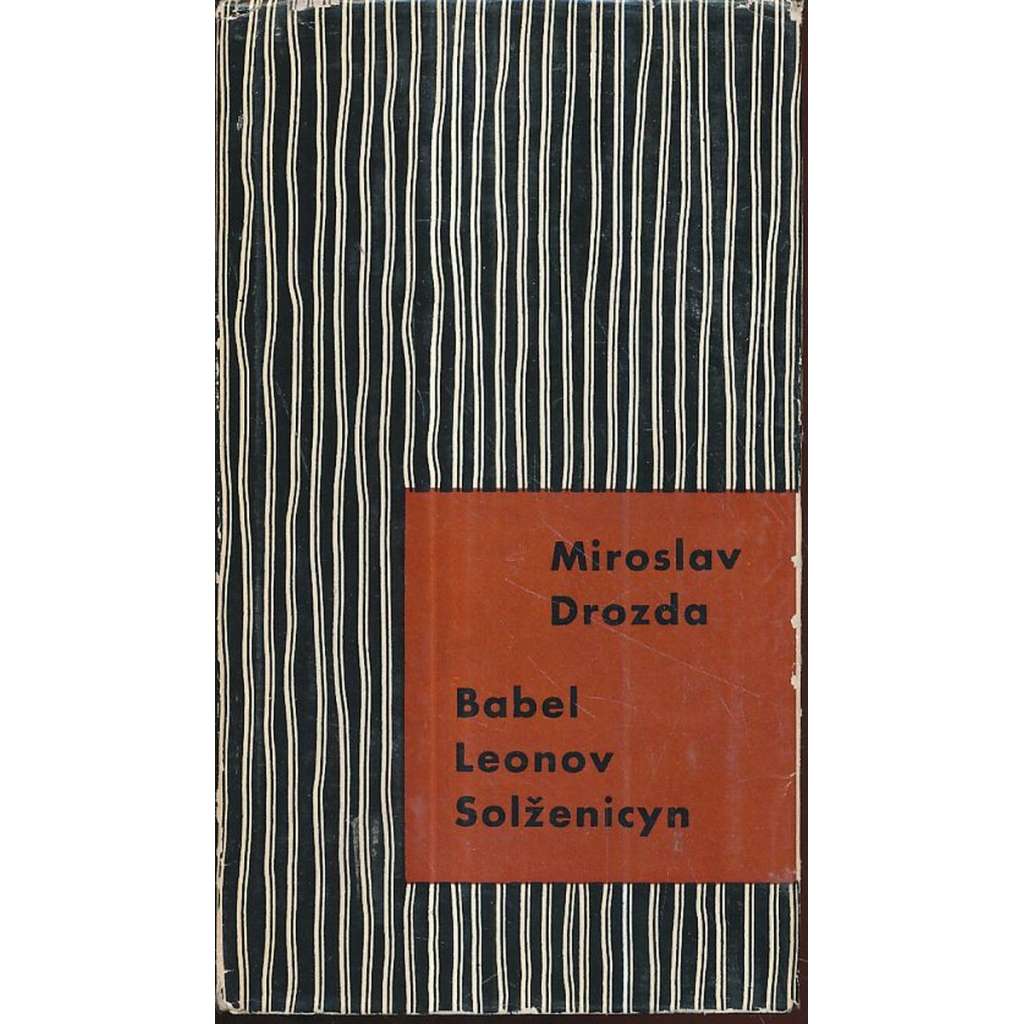 Miroslav
Drozda
Babel
Leonov
Solženicyn